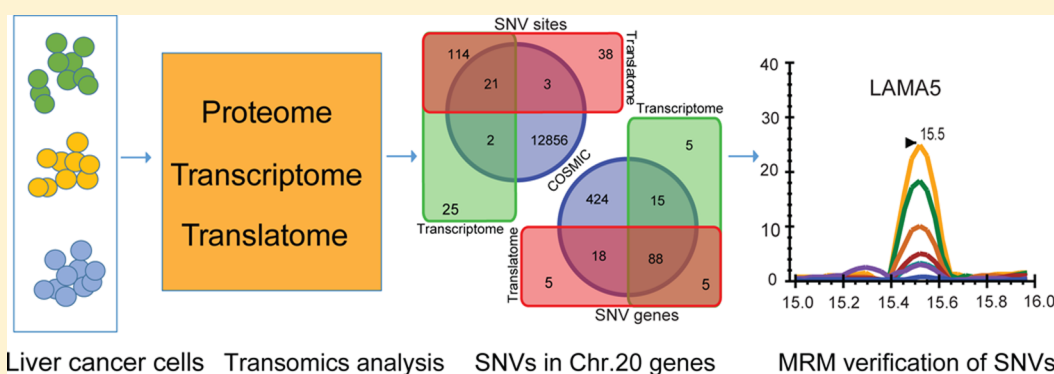 Proteome
Transcriptome
Translatome
SNV sites
114
38
21
3
Translatome
2
12856
COSMIC
25
Transcriptome
Transcriptome
5
424
15
18
88
Translatome
5
5
SNV genes
LAMA5
15.5
40
30
20
10
0
15.0 15.2 15.4 15.6 15.8 16.0
Liver cancer cells Transomics analysis SNVs in Chr.20 genes MRM verification of SNVs